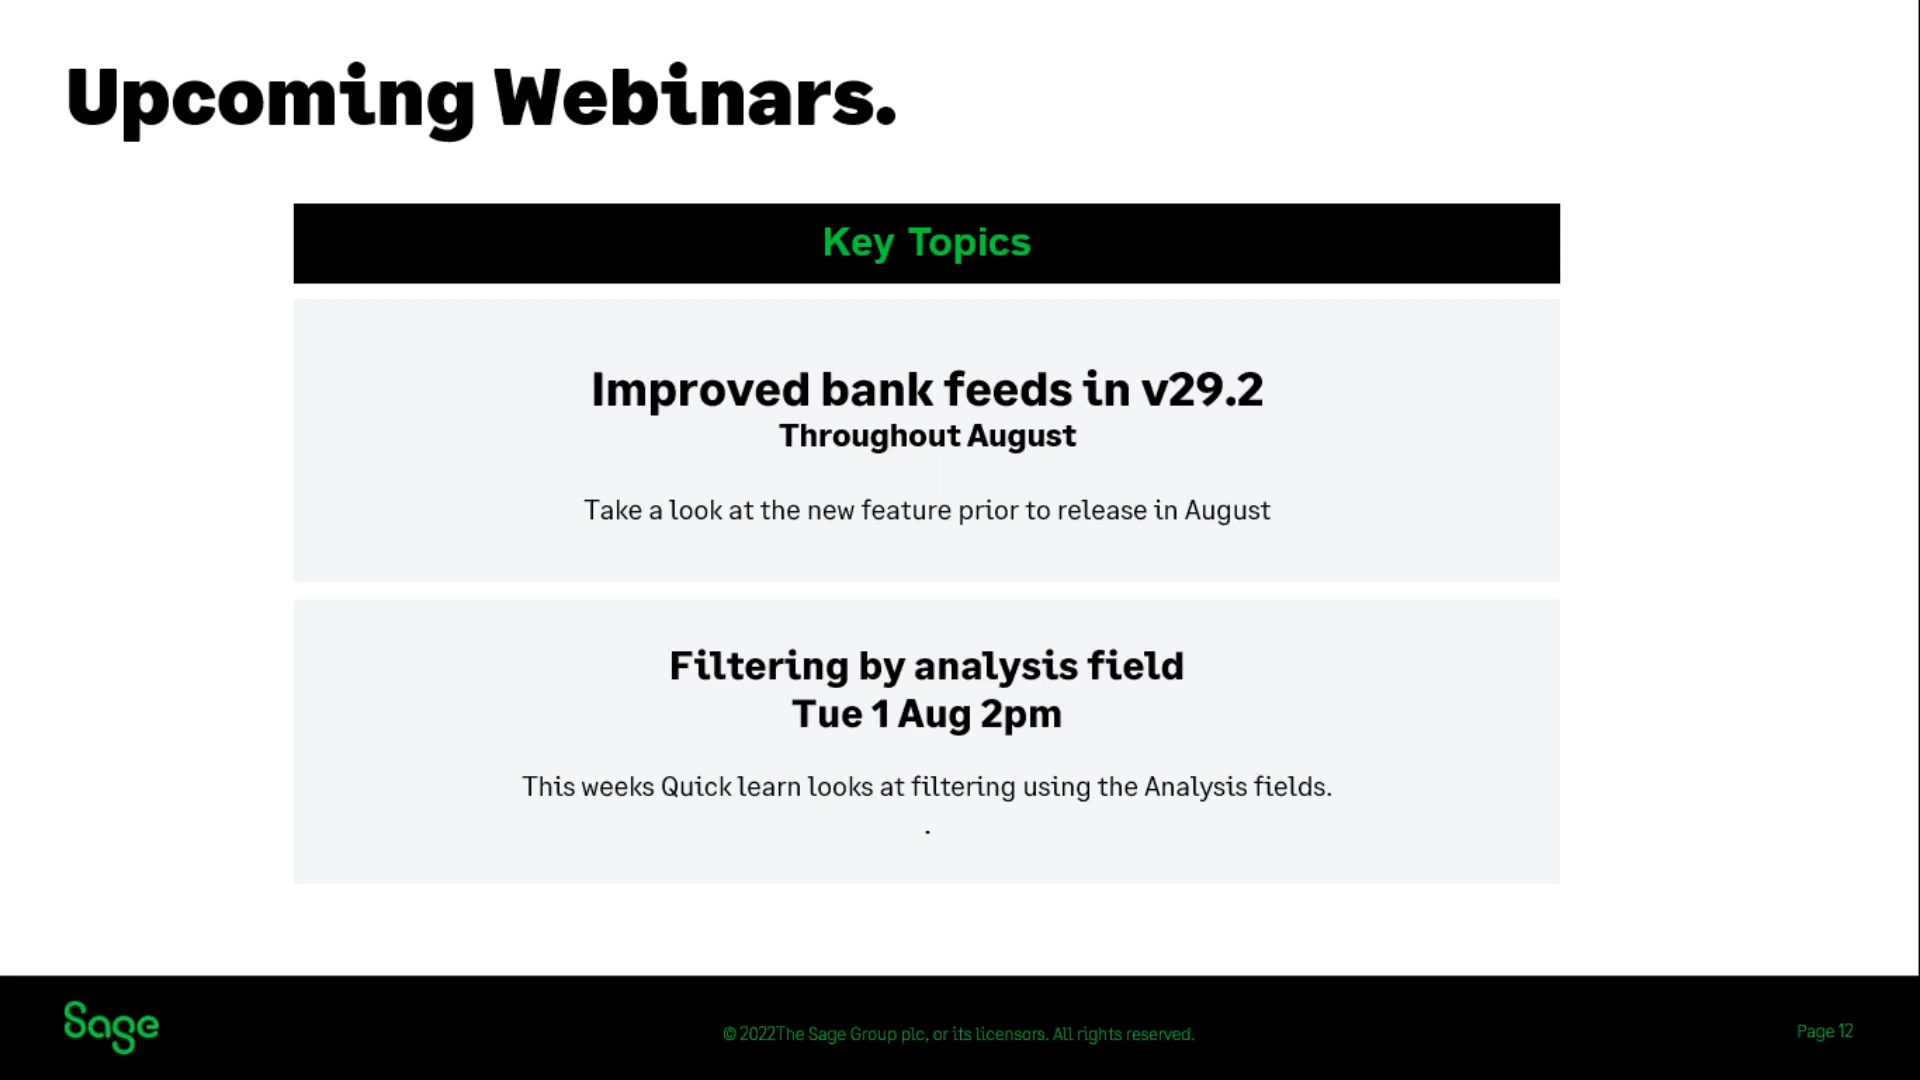 Upcoming Webinars.
Key Topics
Improved bank feeds in v29.2
Throughout August
Take a look at the new feature prior to release in August
Filtering by analysis field
Tue 1 Aug 2pm
This weeks Quick learn looks at filtering using the Analysis fields.
.
Sage
© 2022The Sage Group plc, or its licensors. All rights reserved.
Page 12